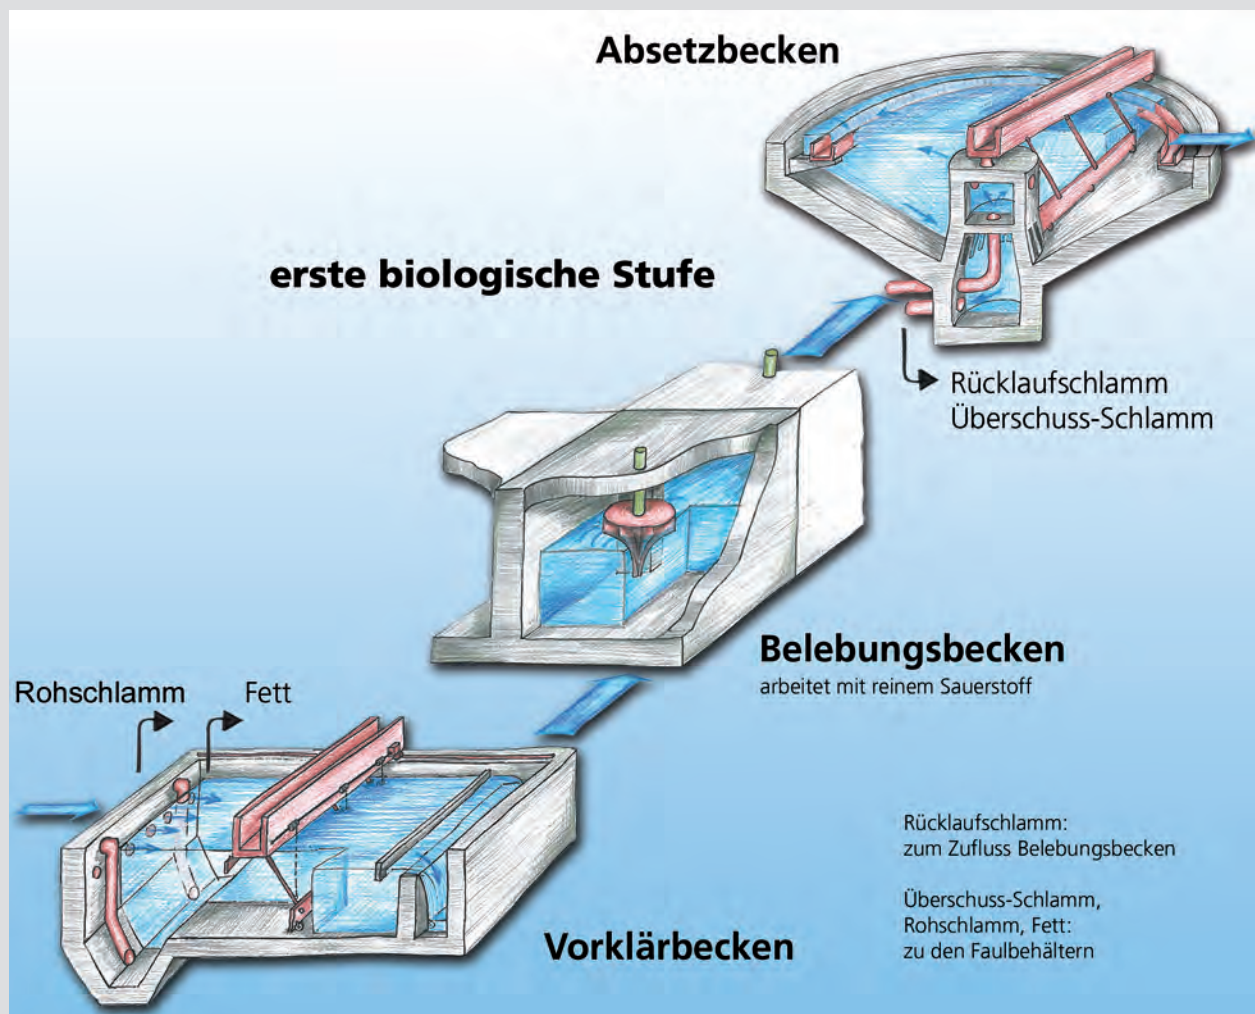 Absetzbecken
erste biologische Stufe
Rücklaufschlamm
Überschuss-Schlamm
Belebungsbecken
arbeitet mit reinem Sauerstoff
Rohschlamm
Fett
Rücklaufschlamm:
zum Zufluss Belebungsbecken
Überschuss-Schlamm,
Rohschlamm, Fett:
zu den Faulbehältern
Vorklärbecken